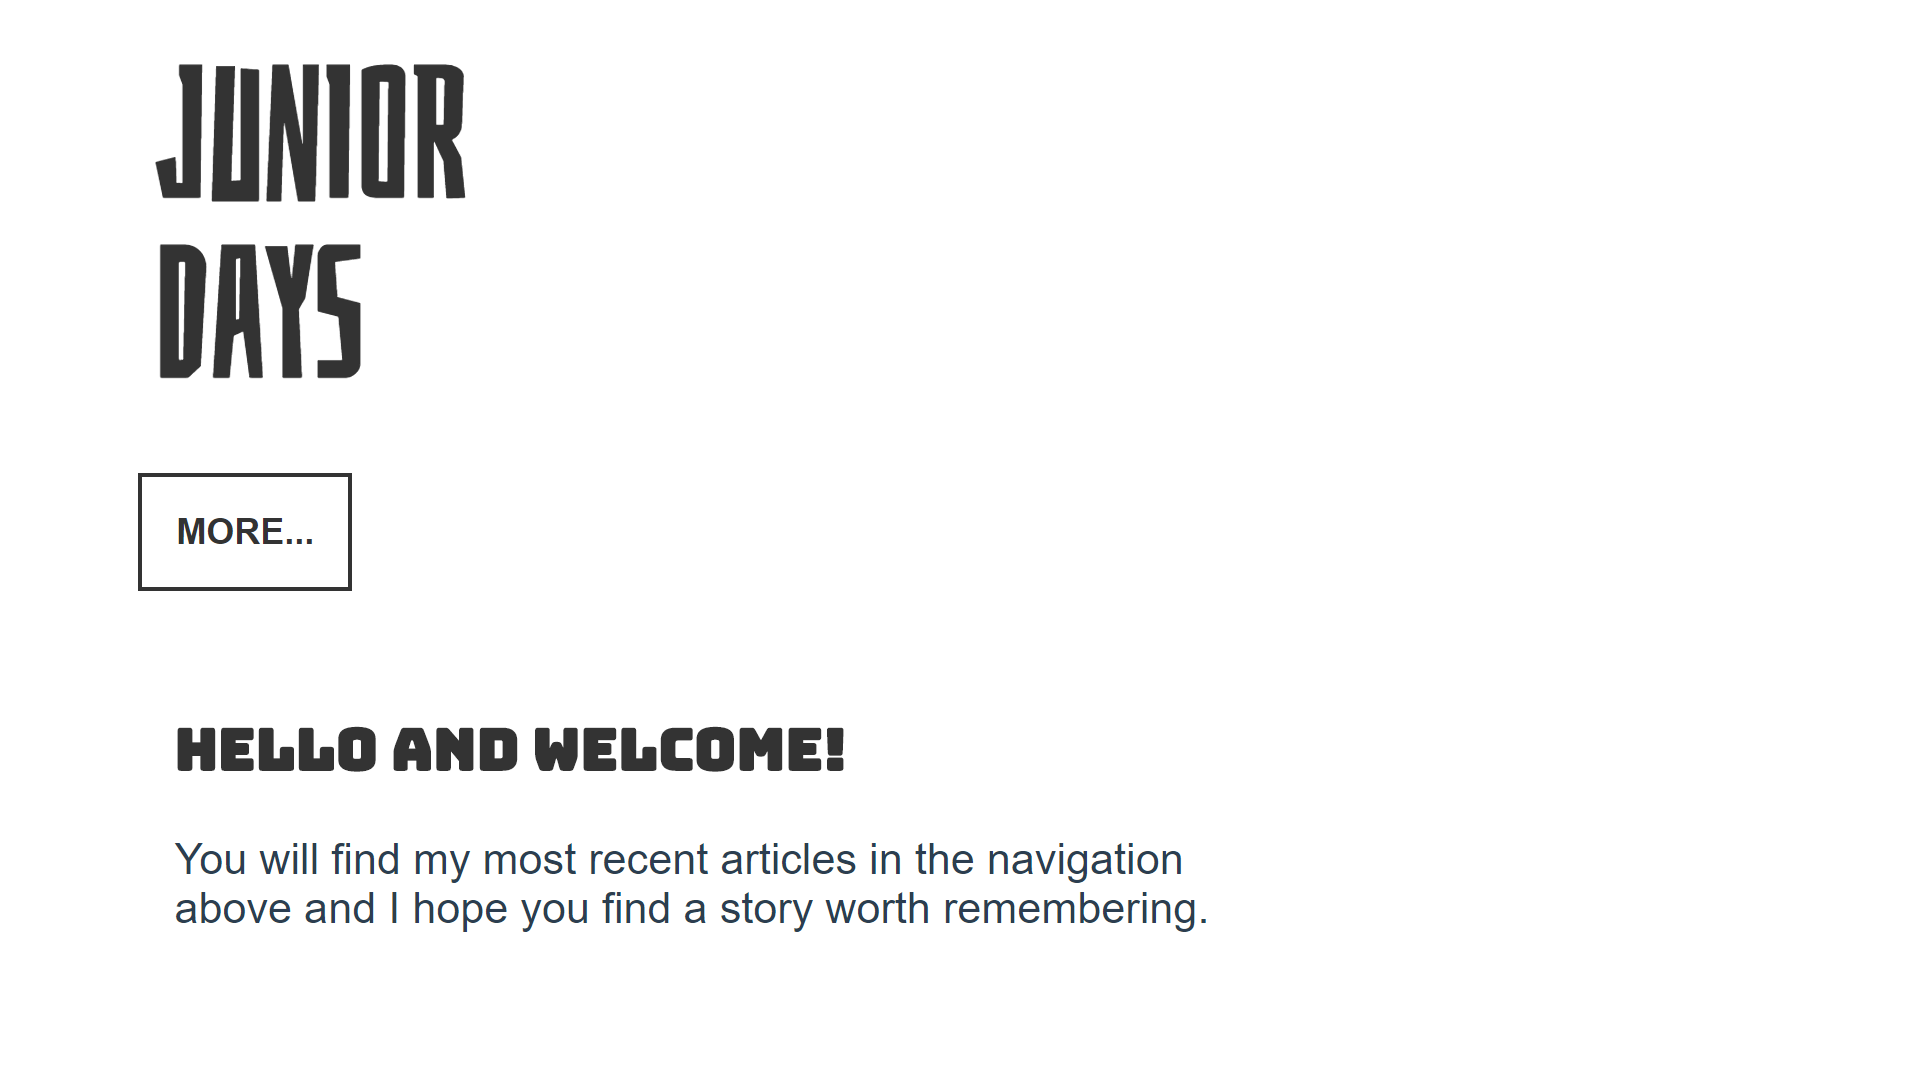 JUNIOR
DAYS
MORE...
HELLO AND WELCOME!
You will find my most recent articles in the navigation
above and I hope you find a story worth remembering.